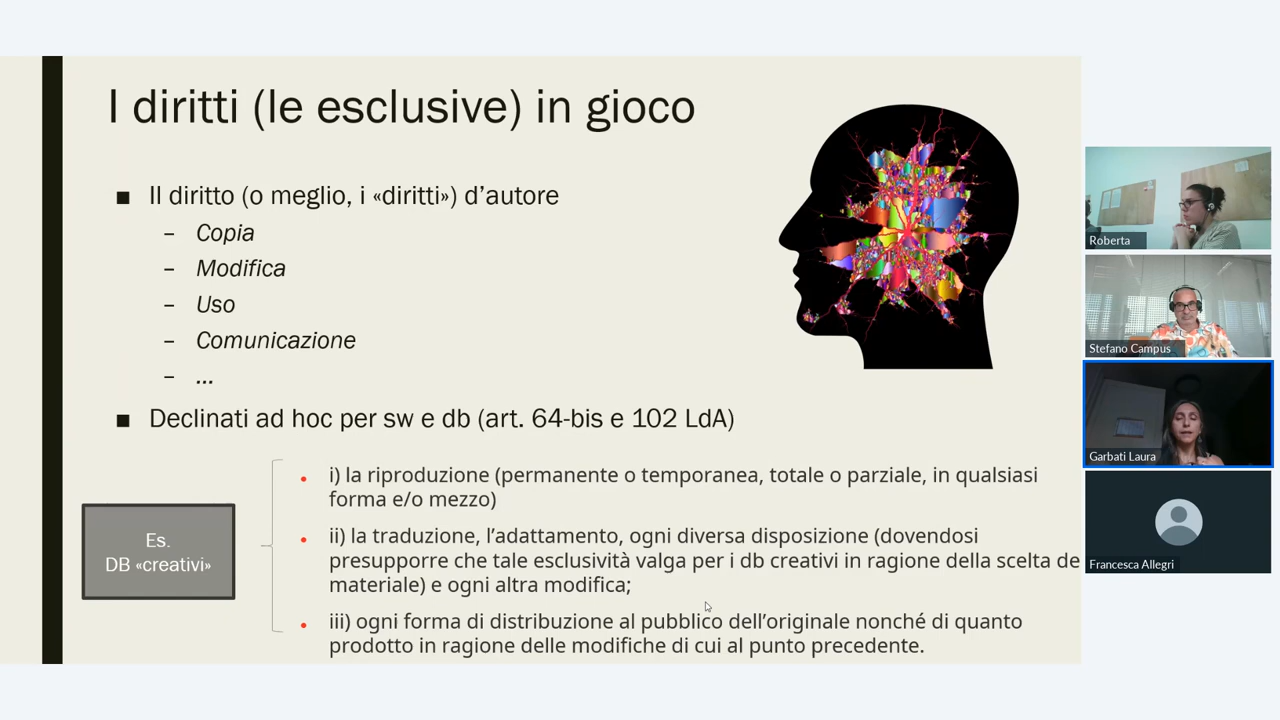 I diritti (le esclusive) in gioco
■ Il diritto (o meglio, i «diritti») d'autore
– Copia
– Modifica
– Uso
– Comunicazione
– ...
■ Declinati ad hoc per sw e db (art. 64-bis e 102 LdA)
Es.
DB «creativi»
• i) la riproduzione (permanente o temporanea, totale o parziale, in qualsiasi
forma e/o mezzo)
• ii) la traduzione, l'adattamento, ogni diversa disposizione (dovendosi
presupporre che tale esclusività valga per i db creativi in ragione della scelta de
materiale) e ogni altra modifica;
• iii) ogni forma di distribuzione al pubblico dell'originale nonché di quanto
prodotto in ragione delle modifiche di cui al punto precedente.
Roberta
Stefano Campus
Garbati Laura
Francesca Allegri